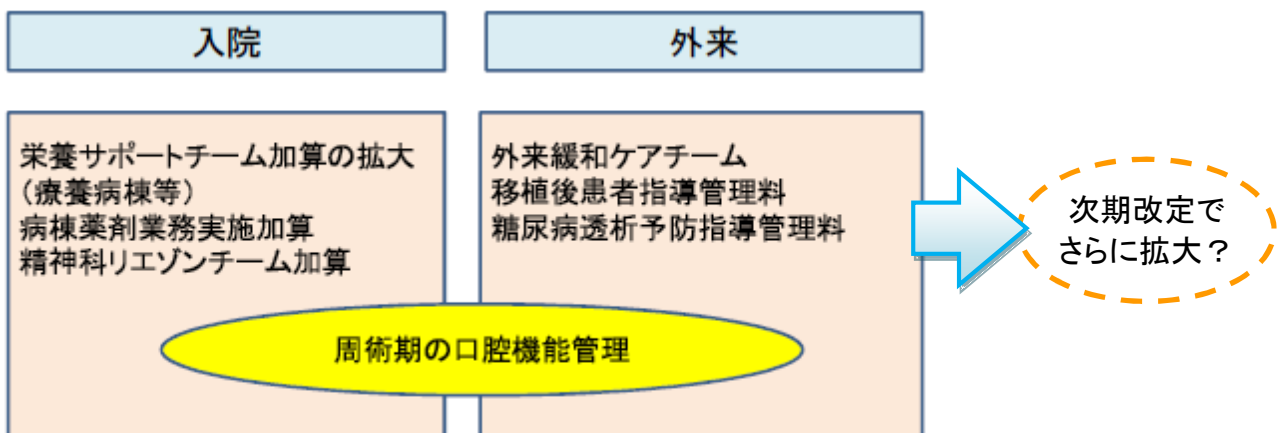 入院
外来
栄養サポートチーム加算の拡大
(療養病棟等)
病棟薬剤業務実施加算
精神科リエゾンチーム加算
外来緩和ケアチーム
移植後患者指導管理料
糖尿病透析予防指導管理料
周術期の口腔機能管理
次期改定で
さらに拡大？